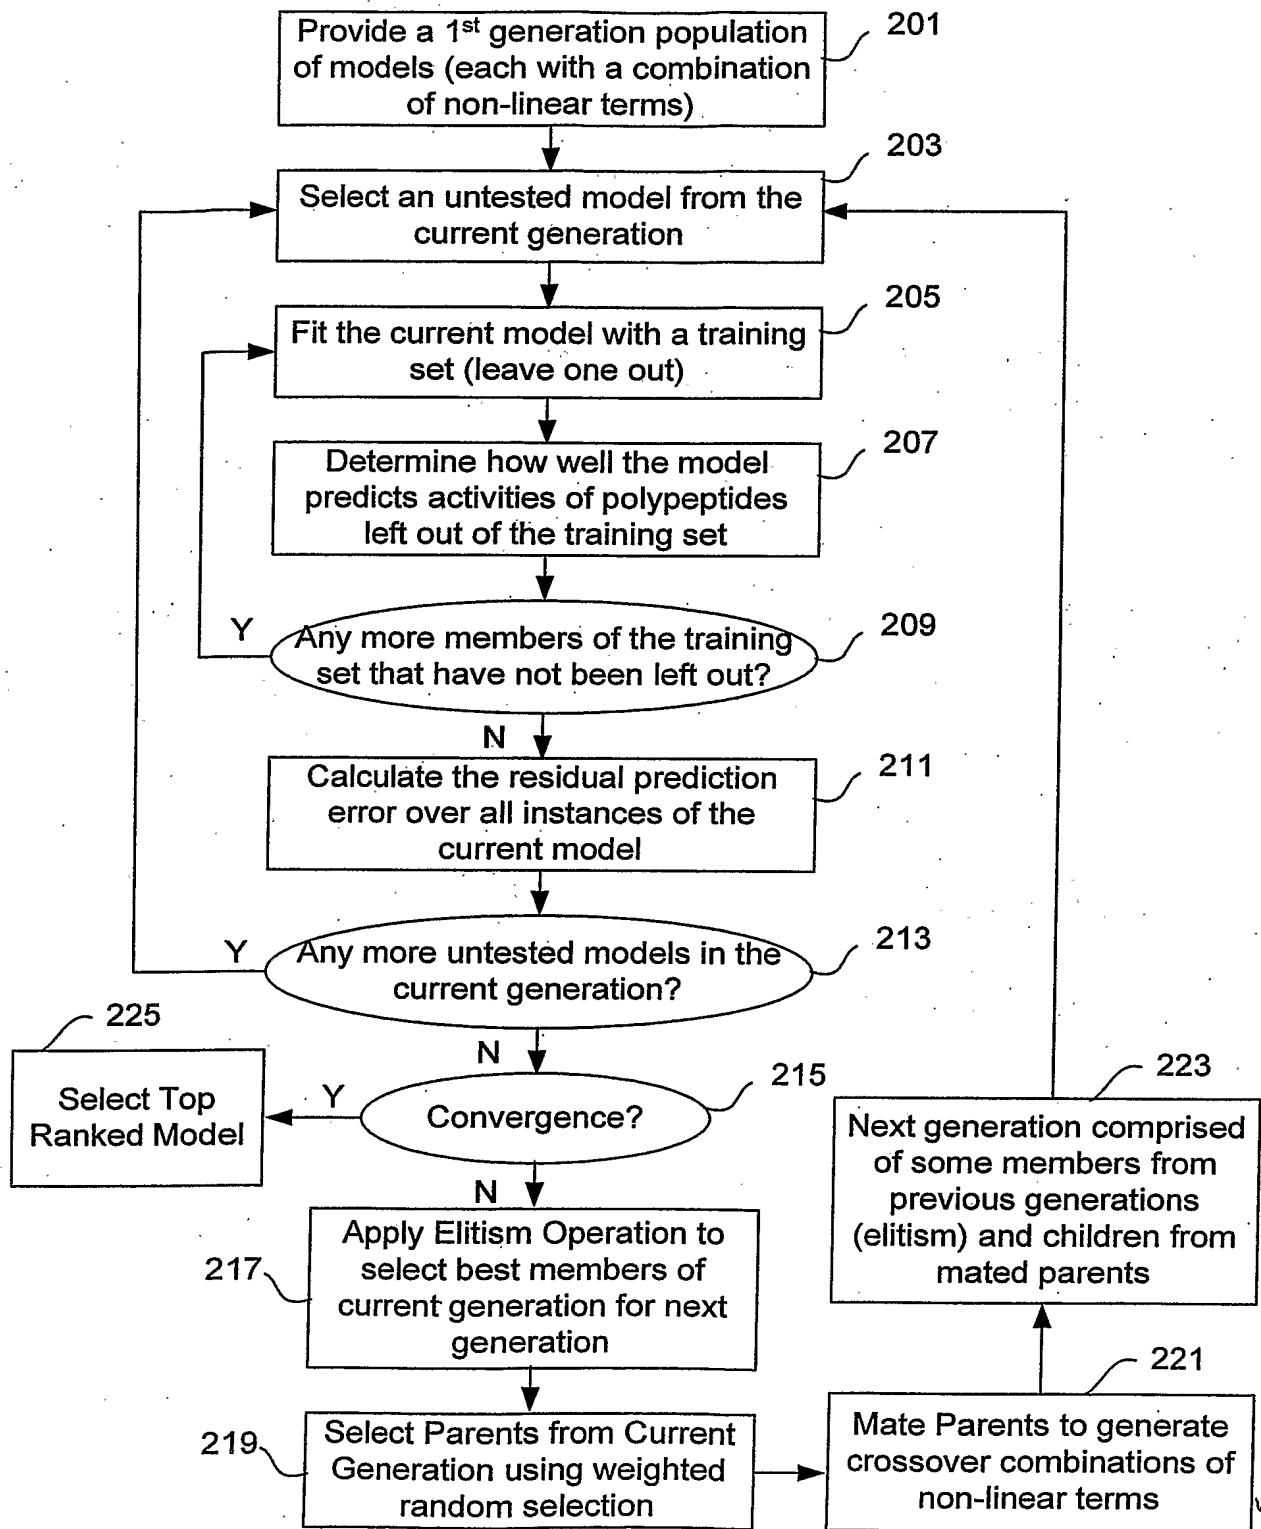 Provide a 1st generation population
of models (each with a combination
of non-linear terms)
201
Select an untested model from the
current generation
203
Fit the current model with a training
set (leave one out)
205
Determine how well the model
predicts activities of polypeptides
left out of the training set
207
Any more members of the training
set that have not been left out?
209
Y
N
Calculate the residual prediction
error over all instances of the
current model
211
Any more untested models in the
current generation?
213
Y
N
Convergence?
215
Y
N
Select Top
Ranked Model
225
Apply Elitism Operation to
select best members of
current generation for next
generation
217
Select Parents from Current
Generation using weighted
random selection
219
Mate Parents to generate
crossover combinations of
non-linear terms
221
Next generation comprised
of some members from
previous generations
(elitism) and children from
mated parents
223